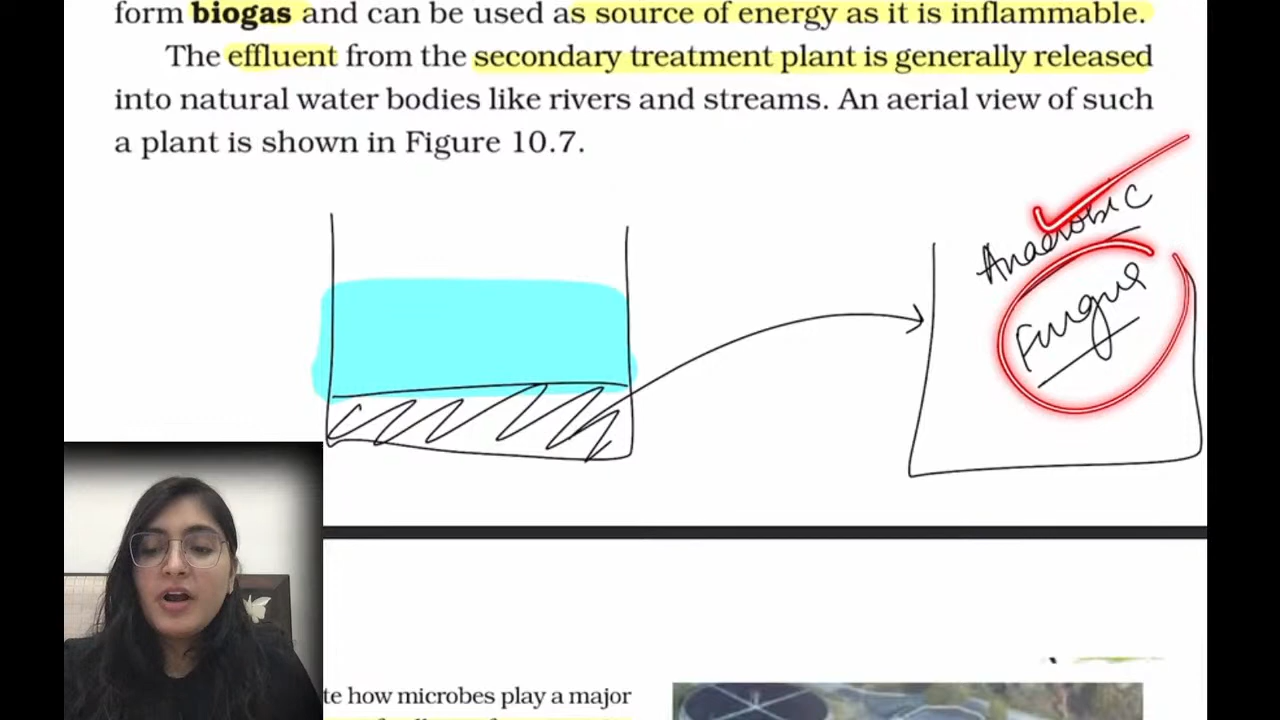 form biogas and can be used as source of energy as it is inflammable.
The effluent from the secondary treatment plant is generally released
into natural water bodies like rivers and streams. An aerial view of such
a plant is shown in Figure 10.7.
Anaerobic
Fungus
te how microbes play a major